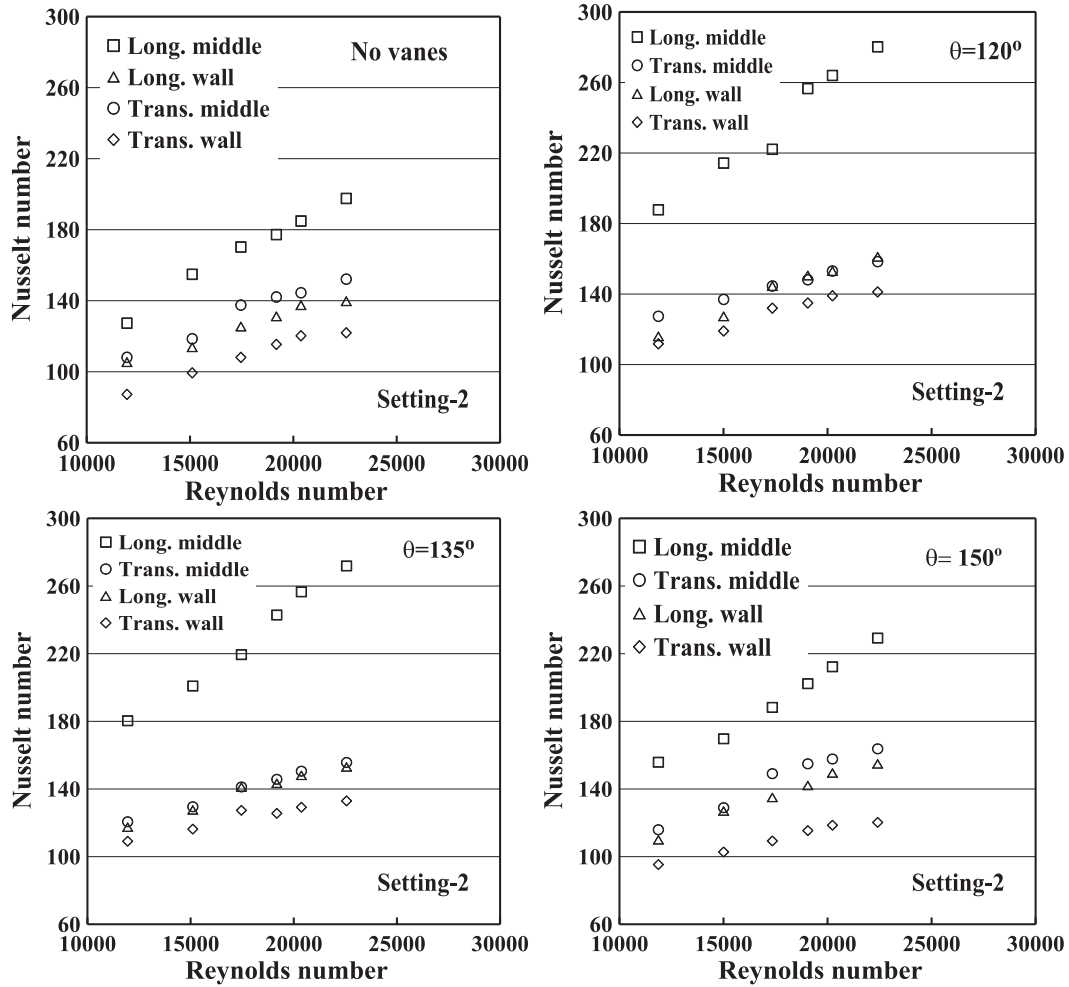 300
260
220
180
140
100
60
Nusselt number
Long. middle
Long. wall
Trans. middle
Trans. wall
No vanes
Setting-2
10000 15000 20000 25000 30000
Reynolds number
300
260
220
180
140
100
60
Nusselt number
Long. middle
Trans. middle
Long. wall
Trans. wall
θ=120⁰
Setting-2
10000 15000 20000 25000 30000
Reynolds number
300
260
220
180
140
100
60
Nusselt number
Long. middle
Trans. middle
Long. wall
Trans. wall
θ=135⁰
Setting-2
10000 15000 20000 25000 30000
Reynolds number
300
260
220
180
140
100
60
Nusselt number
Long. middle
Trans. middle
Long. wall
Trans. wall
θ= 150⁰
Setting-2
10000 15000 20000 25000 30000
Reynolds number